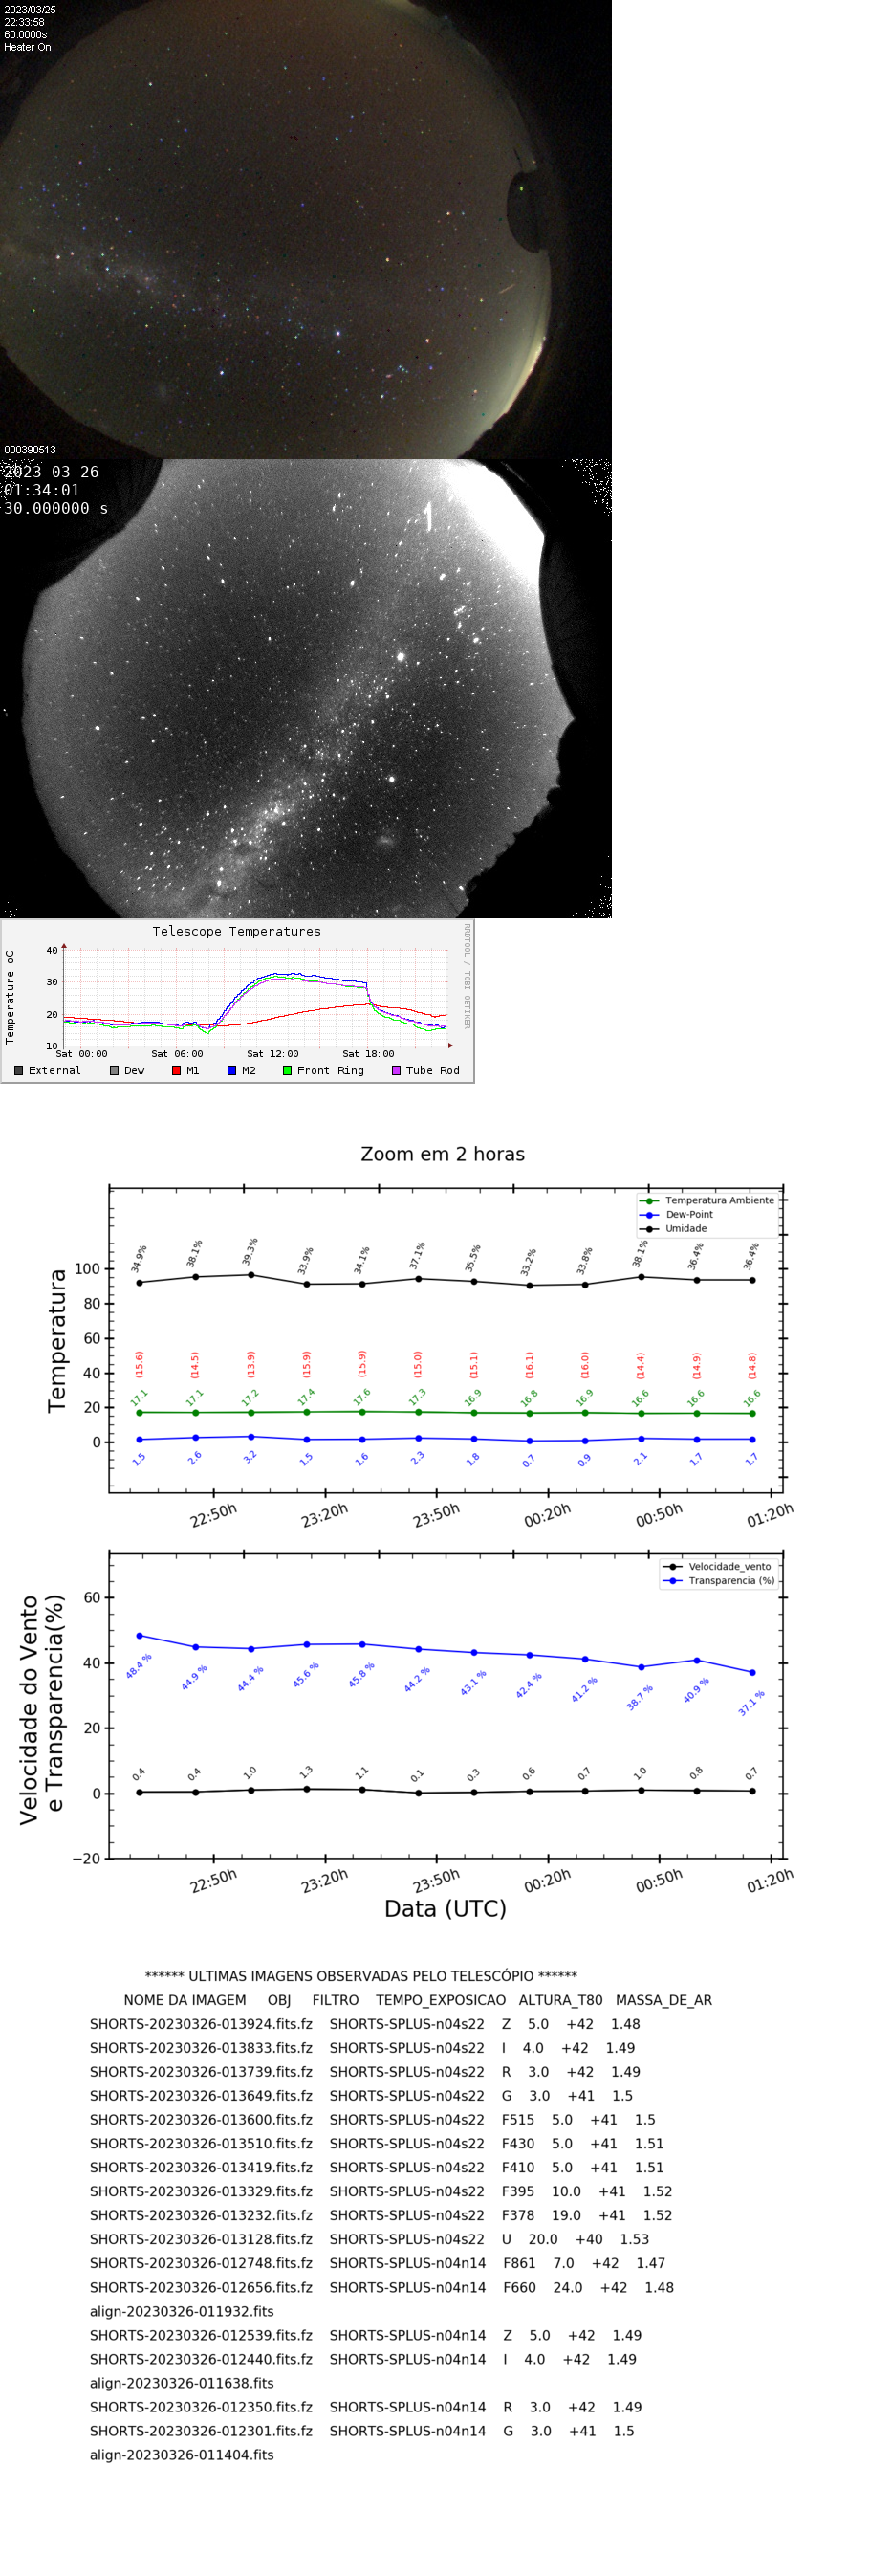 2023/03/25
22:33:58
60.0000s
Heater On
000390513
2023-03-26
01:34:01
30.000000 s
Telescope Temperatures
RRDTOOL / TOBI OETIKER
Temperature oC
40
30
20
10
Sat 00:00 Sat 06:00 Sat 12:00 Sat 18:00
External Dew M1 M2 Front Ring Tube Rod
Zoom em 2 horas
Temperatura Ambiente
Dew-Point
Umidade
Temperatura
100
80
60
40
20
0
34.9% 38.1% 39.3% 33.9% 34.1% 37.1% 35.5% 33.2% 33.8% 38.1% 36.4% 36.4%
(15.6) (14.5) (13.9) (15.9) (15.9) (15.0) (15.1) (16.1) (16.0) (14.4) (14.9) (14.8)
17.1 17.1 17.2 17.4 17.6 17.3 16.9 16.8 16.9 16.6 16.6 16.6
1.5 2.6 3.2 1.5 1.6 2.3 1.8 0.7 0.9 2.1 1.7 1.7
22:50h 23:20h 23:50h 00:20h 00:50h 01:20h
Velocidade_vento
Transparencia (%)
Velocidade do Vento
e Transparencia(%)
60
40
20
0
−20
48.4 % 44.9 % 44.4 % 45.6 % 45.8 % 44.2 % 43.1 % 42.4 % 41.2 % 38.7 % 40.9 % 37.1 %
0.4 0.4 1.0 1.3 1.1 0.1 0.3 0.6 0.7 1.0 0.8 0.7
22:50h 23:20h 23:50h 00:20h 00:50h 01:20h
Data (UTC)
****** ULTIMAS IMAGENS OBSERVADAS PELO TELESCÓPIO ******
NOME DA IMAGEM OBJ FILTRO TEMPO_EXPOSICAO ALTURA_T80 MASSA_DE_AR
SHORTS-20230326-013924.fits.fz SHORTS-SPLUS-n04s22 Z 5.0 +42 1.48
SHORTS-20230326-013833.fits.fz SHORTS-SPLUS-n04s22 I 4.0 +42 1.49
SHORTS-20230326-013739.fits.fz SHORTS-SPLUS-n04s22 R 3.0 +42 1.49
SHORTS-20230326-013649.fits.fz SHORTS-SPLUS-n04s22 G 3.0 +41 1.5
SHORTS-20230326-013600.fits.fz SHORTS-SPLUS-n04s22 F515 5.0 +41 1.5
SHORTS-20230326-013510.fits.fz SHORTS-SPLUS-n04s22 F430 5.0 +41 1.51
SHORTS-20230326-013419.fits.fz SHORTS-SPLUS-n04s22 F410 5.0 +41 1.51
SHORTS-20230326-013329.fits.fz SHORTS-SPLUS-n04s22 F395 10.0 +41 1.52
SHORTS-20230326-013232.fits.fz SHORTS-SPLUS-n04s22 F378 19.0 +41 1.52
SHORTS-20230326-013128.fits.fz SHORTS-SPLUS-n04s22 U 20.0 +40 1.53
SHORTS-20230326-012748.fits.fz SHORTS-SPLUS-n04n14 F861 7.0 +42 1.47
SHORTS-20230326-012656.fits.fz SHORTS-SPLUS-n04n14 F660 24.0 +42 1.48
align-20230326-011932.fits
SHORTS-20230326-012539.fits.fz SHORTS-SPLUS-n04n14 Z 5.0 +42 1.49
SHORTS-20230326-012440.fits.fz SHORTS-SPLUS-n04n14 I 4.0 +42 1.49
align-20230326-011638.fits
SHORTS-20230326-012350.fits.fz SHORTS-SPLUS-n04n14 R 3.0 +42 1.49
SHORTS-20230326-012301.fits.fz SHORTS-SPLUS-n04n14 G 3.0 +41 1.5
align-20230326-011404.fits